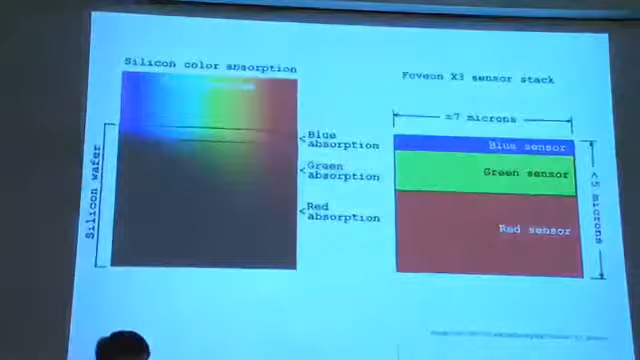 Silicon color absorption
Foveon X3 sensor stack
≈7 microns
Silicon wafer
Blue
absorption
Green
absorption
Red
absorption
Blue sensor
Green sensor
Red sensor
<5 microns